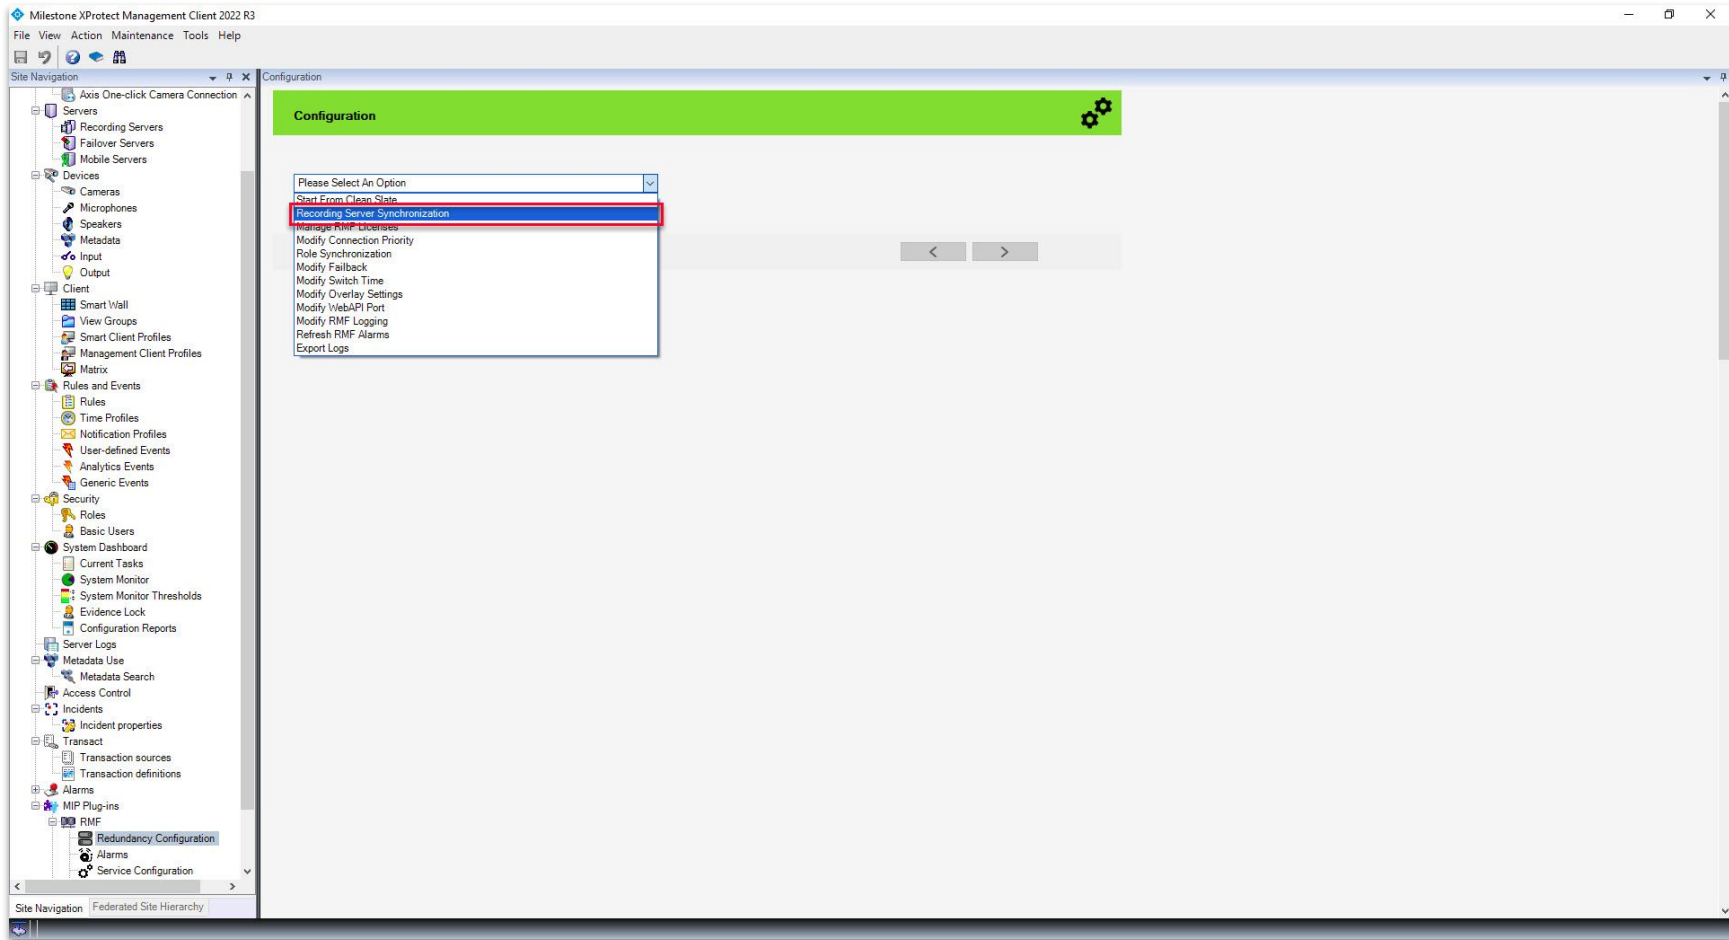 Milestone XProtect Management Client 2022 R3
File View Action Maintenance Tools Help
Site Navigation
Configuration
Axis One-click Camera Connection
Servers
Recording Servers
Failover Servers
Mobile Servers
Devices
Cameras
Microphones
Speakers
Metadata
Input
Output
Client
Smart Wall
View Groups
Smart Client Profiles
Management Client Profiles
Matrix
Rules and Events
Rules
Time Profiles
Notification Profiles
User-defined Events
Analytics Events
Generic Events
Security
Roles
Basic Users
System Dashboard
Current Tasks
System Monitor
System Monitor Thresholds
Evidence Lock
Configuration Reports
Server Logs
Metadata Use
Metadata Search
Access Control
Incidents
Incident properties
Transact
Transaction sources
Transaction definitions
Alarms
MIP Plug-ins
RMF
Redundancy Configuration
Alarms
Service Configuration
Site Navigation Federated Site Hierarchy
Configuration
Please Select An Option
Start From Clean Slate
Recording Server Synchronization
Manage RMF Licenses
Modify Connection Priority
Role Synchronization
Modify Failback
Modify Switch Time
Modify Overlay Settings
Modify WebAPI Port
Modify RMF Logging
Refresh RMF Alarms
Export Logs